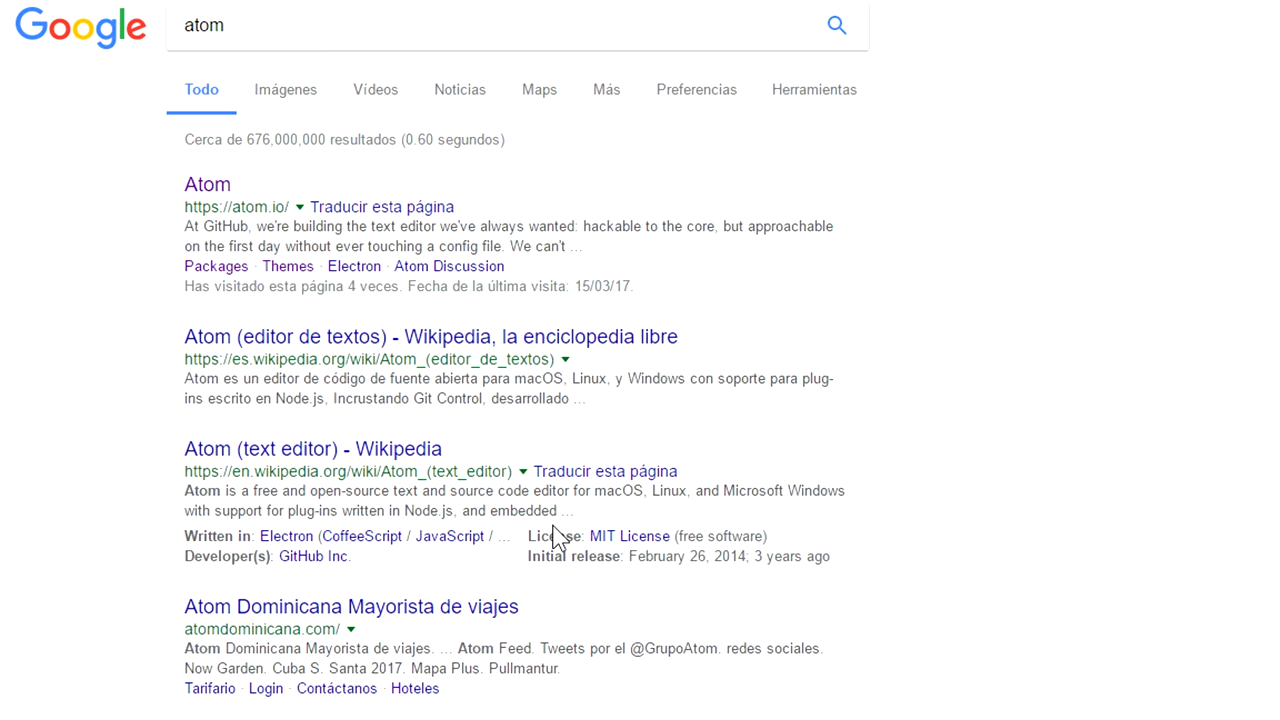 Google
atom
Todo Imágenes Vídeos Noticias Maps Más Preferencias Herramientas
Cerca de 676,000,000 resultados (0.60 segundos)
Atom
https://atom.io/ Traducir esta página
At GitHub, we're building the text editor we've always wanted: hackable to the core, but approachable
on the first day without ever touching a config file. We can't ...
Packages · Themes · Electron · Atom Discussion
Has visitado esta página 4 veces. Fecha de la última visita: 15/03/17.
Atom (editor de textos) - Wikipedia, la enciclopedia libre
https://es.wikipedia.org/wiki/Atom_(editor_de_textos)
Atom es un editor de código de fuente abierta para macOS, Linux, y Windows con soporte para plug-
ins escrito en Node.js, Incrustando Git Control, desarrollado ...
Atom (text editor) - Wikipedia
https://en.wikipedia.org/wiki/Atom_(text_editor) Traducir esta página
Atom is a free and open-source text and source code editor for macOS, Linux, and Microsoft Windows
with support for plug-ins written in Node.js, and embedded ...
Written in: Electron (CoffeeScript / JavaScript / ... License: MIT License (free software)
Developer(s): GitHub Inc. Initial release: February 26, 2014; 3 years ago
Atom Dominicana Mayorista de viajes
atomdominicana.com/
Atom Dominicana Mayorista de viajes. ... Atom Feed. Tweets por el @GrupoAtom. redes sociales.
Now Garden. Cuba S. Santa 2017. Mapa Plus. Pullmantur.
Tarifario · Login · Contáctanos · Hoteles